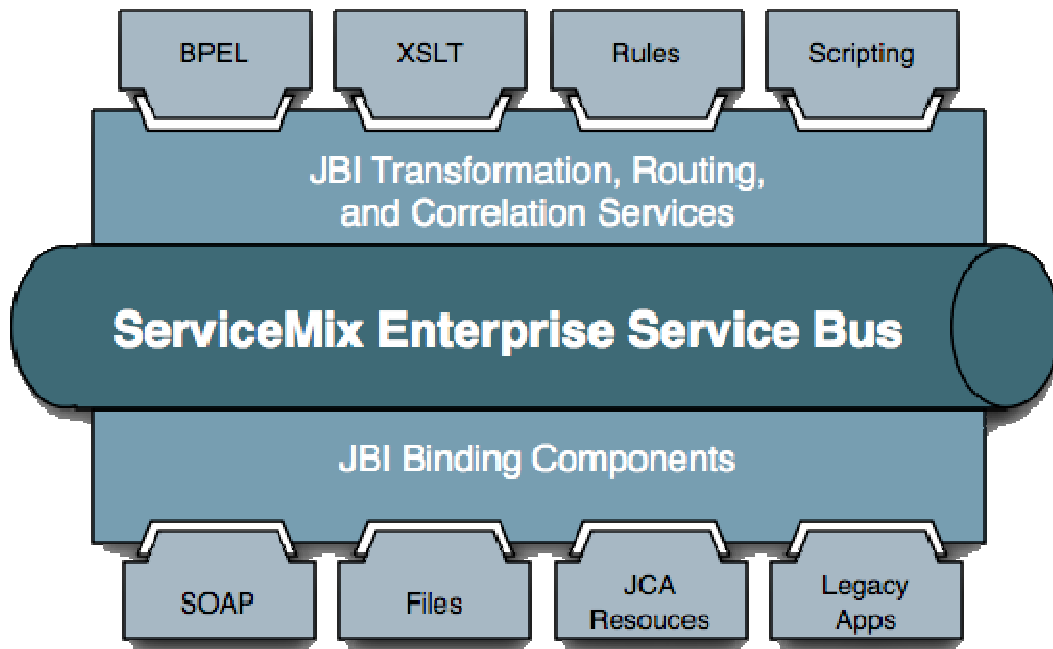 BPEL
XSLT
Rules
Scripting
JBI Transformation, Routing,
and Correlation Services
ServiceMix Enterprise Service Bus
JBI Binding Components
SOAP
Files
JCA
Resouces
Legacy
Apps